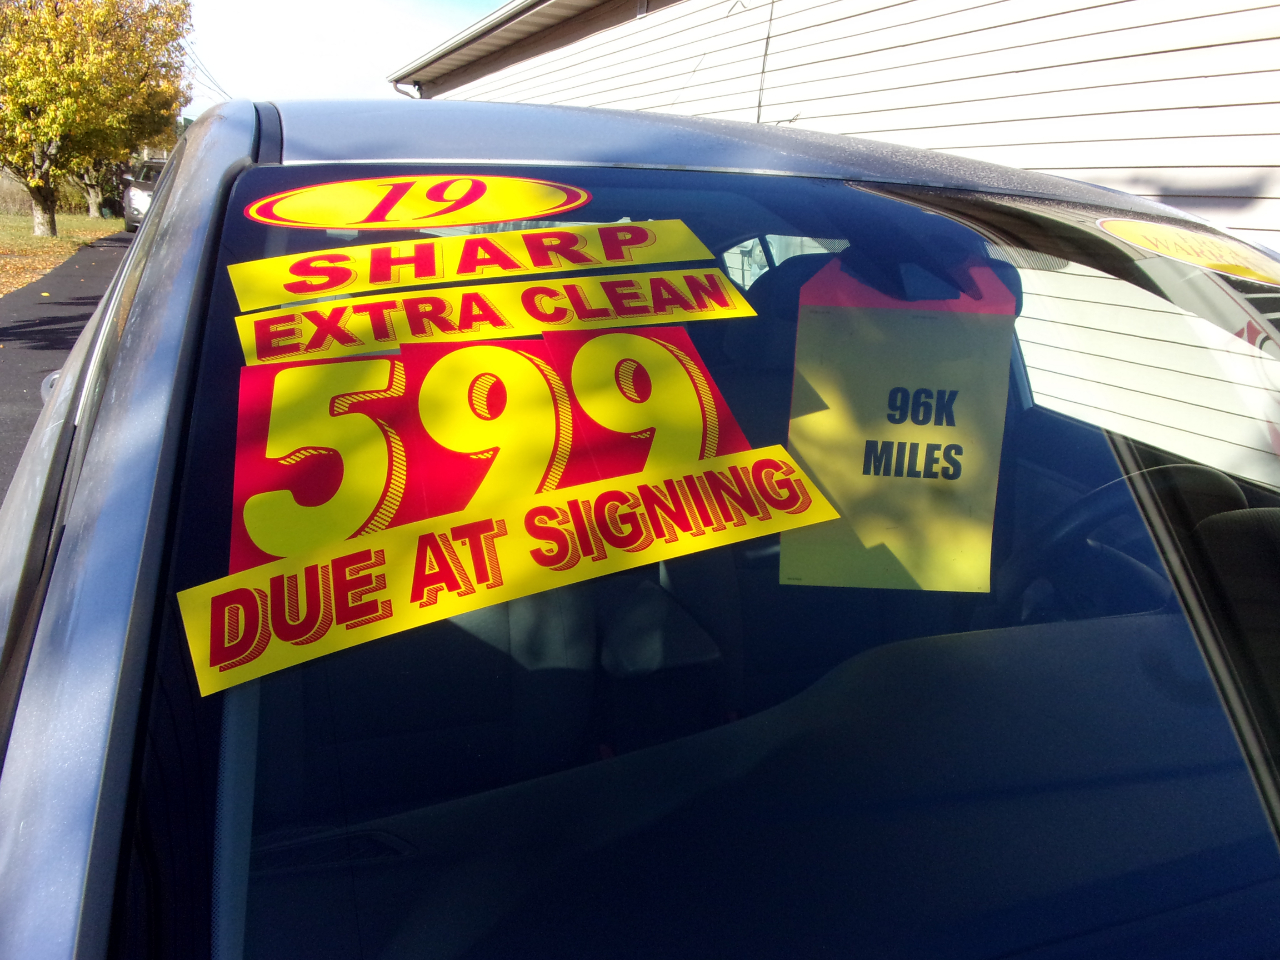 19
SHARP
EXTRA CLEAN
599
DUE AT SIGNING
96K
MILES